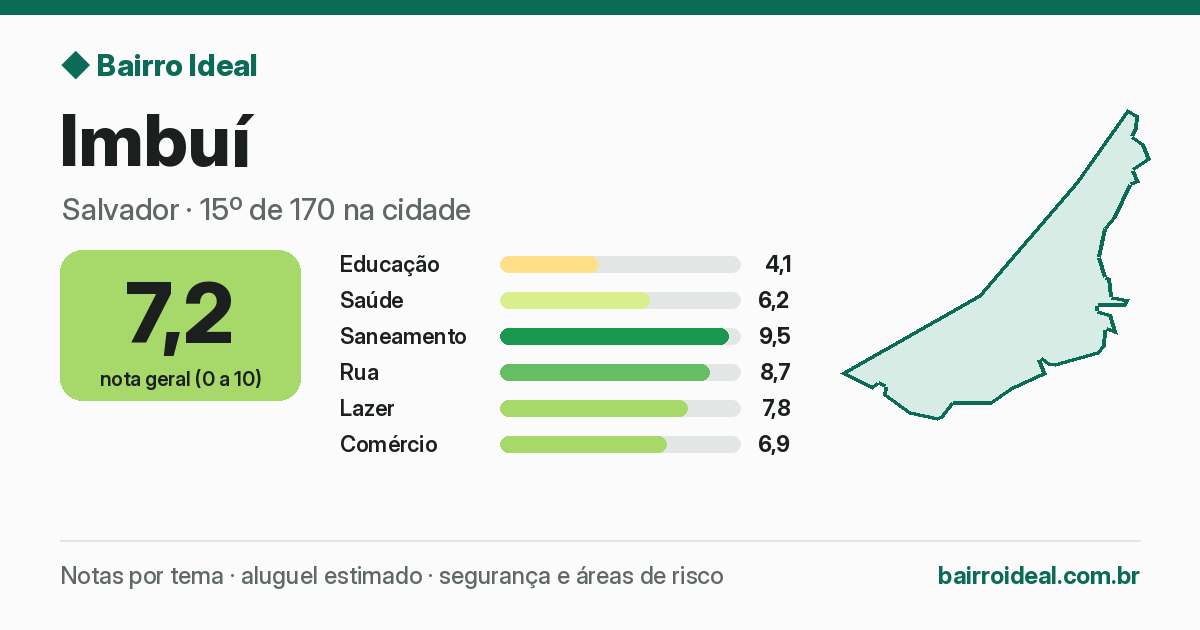 Bairro Ideal
Imbuí
Salvador · 15º de 170 na cidade
7,2
nota geral (0 a 10)
Educação 4,1
Saúde 6,2
Saneamento 9,5
Rua 8,7
Lazer 7,8
Comércio 6,9
Notas por tema · aluguel estimado · segurança e áreas de risco
bairroideal.com.br